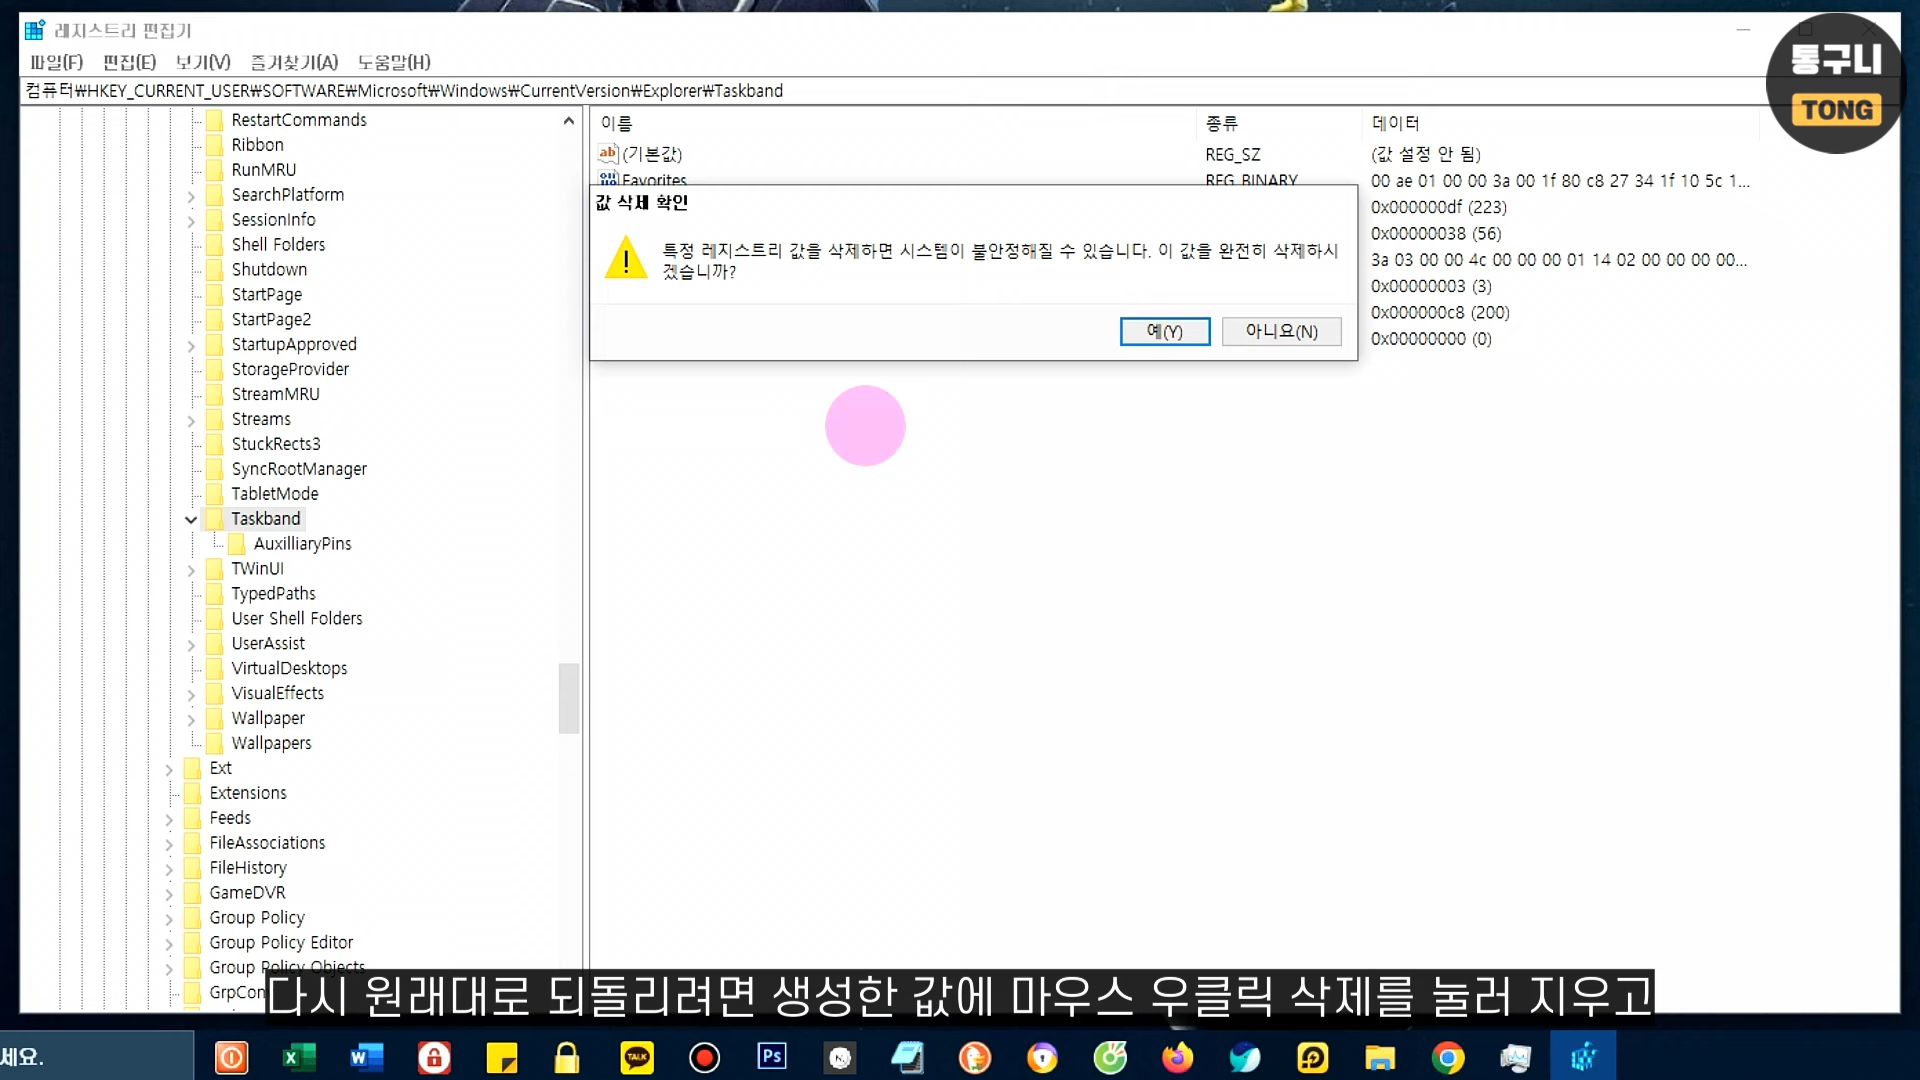 레지스트리 편집기
파일(F) 편집(E) 보기(V) 즐겨찾기(A) 도움말(H)
컴퓨터₩HKEY_CURRENT_USER₩SOFTWARE₩Microsoft₩Windows₩CurrentVersion₩Explorer₩Taskband
통구니
TONG
RestartCommands
Ribbon
RunMRU
SearchPlatform
SessionInfo
Shell Folders
Shutdown
StartPage
StartPage2
StartupApproved
StorageProvider
StreamMRU
Streams
StuckRects3
SyncRootManager
TabletMode
Taskband
AuxilliaryPins
TWinUI
TypedPaths
User Shell Folders
UserAssist
VirtualDesktops
VisualEffects
Wallpaper
Wallpapers
Ext
Extensions
Feeds
FileAssociations
FileHistory
GameDVR
Group Policy
Group Policy Editor
Group Policy Objects
GrpCon
이름 종류 데이터
(기본값) REG_SZ (값 설정 안 됨)
Favorites REG_BINARY 00 ae 01 00 00 3a 00 1f 80 c8 27 34 1f 10 5c 1...
0x000000df (223)
0x00000038 (56)
3a 03 00 00 4c 00 00 00 01 14 02 00 00 00 00...
0x00000003 (3)
0x000000c8 (200)
0x00000000 (0)
값 삭제 확인
특정 레지스트리 값을 삭제하면 시스템이 불안정해질 수 있습니다. 이 값을 완전히 삭제하시
겠습니까?
예(Y) 아니요(N)
다시 원래대로 되돌리려면 생성한 값에 마우스 우클릭 삭제를 눌러 지우고
세요.
TALK
Ps